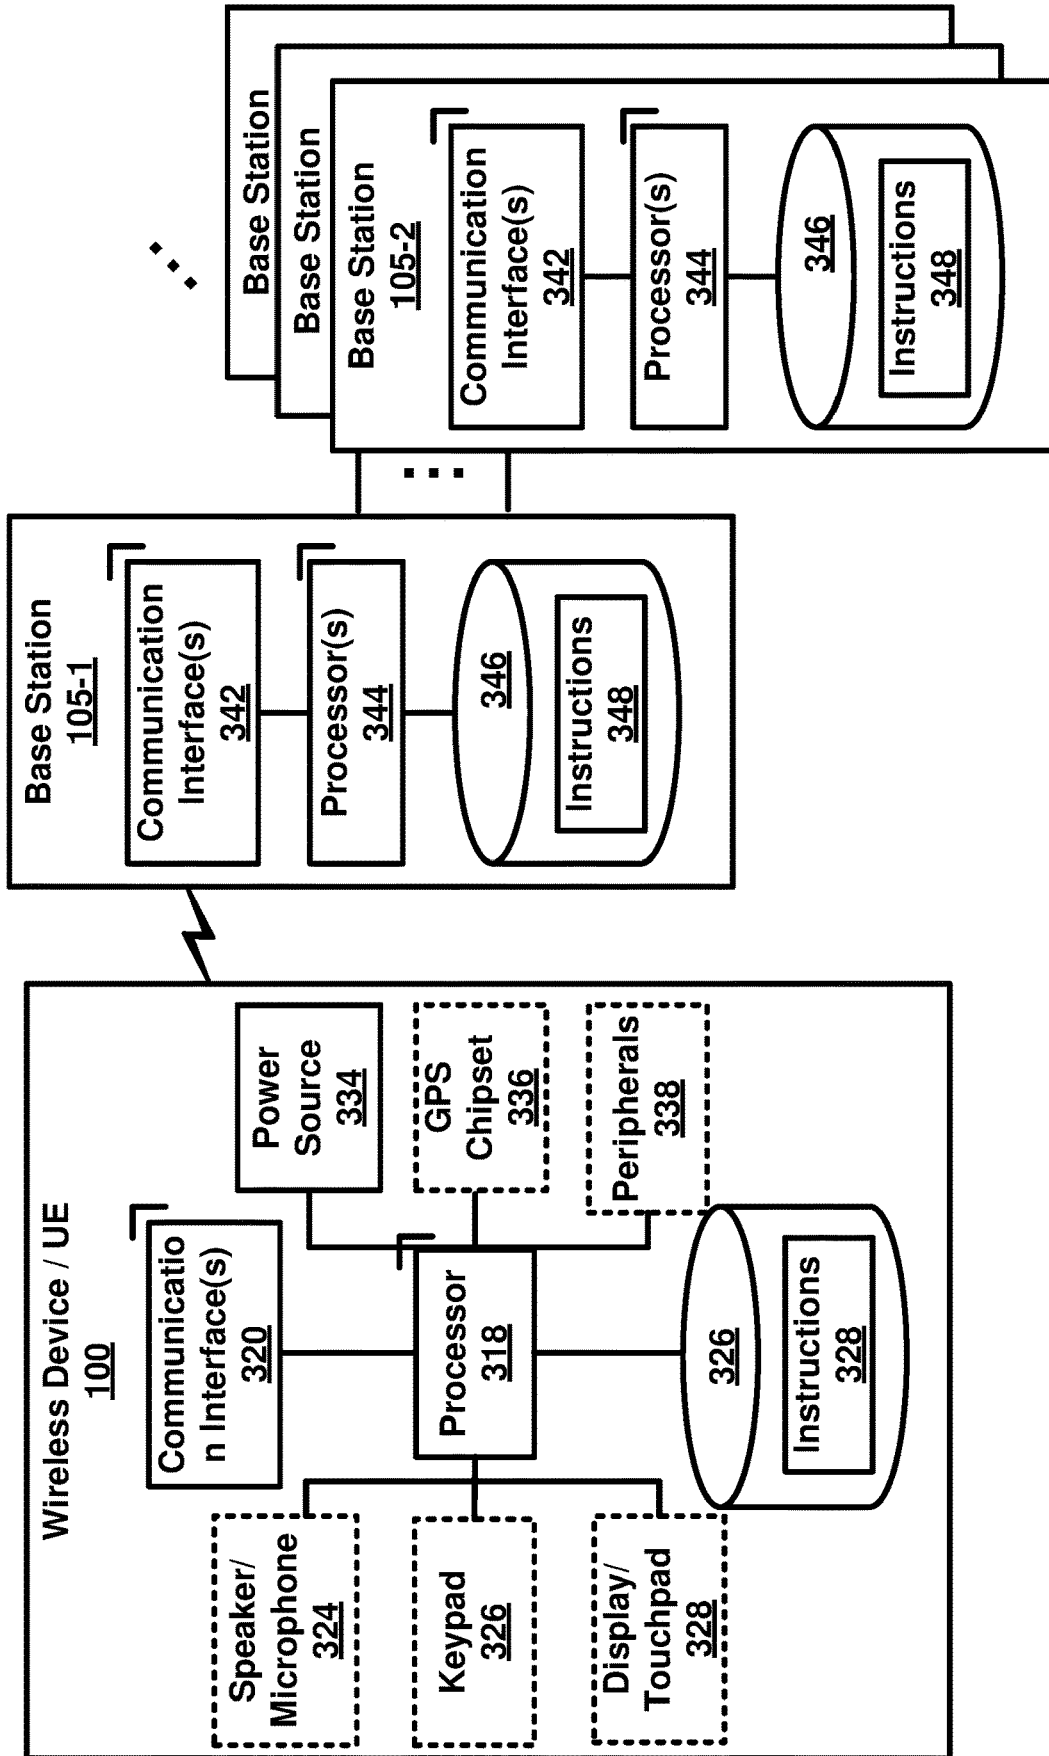 Wireless Device / UE
100
Communicatio
n Interface(s)
320
Speaker/
Microphone
324
Keypad
326
Display/
Touchpad
328
Processor
318
Power
Source
334
GPS
Chipset
336
Peripherals
338
326
Instructions
328
Base Station
105-1
Communication
Interface(s)
342
Processor(s)
344
346
Instructions
348
Base Station
Base Station
Base Station
105-2
Communication
Interface(s)
342
Processor(s)
344
346
Instructions
348